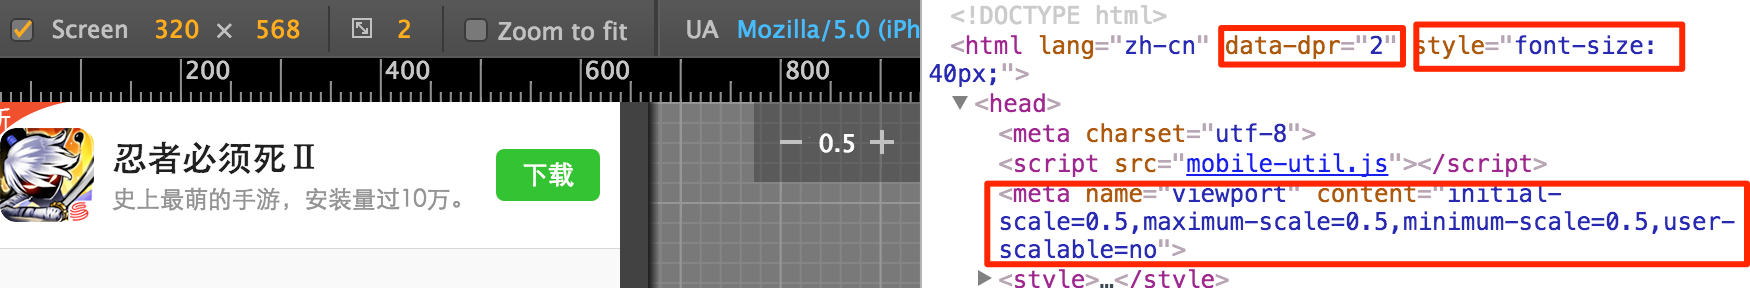 Screen 320 × 568 2 Zoom to fit UA Mozilla/5.0 (iPh
200 400 600 800
忍者必须死Ⅱ
史上最萌的手游，安装量过10万。
下载
− 0.5 +
<!DOCTYPE html>
<html lang="zh-cn" data-dpr="2" style="font-size:
40px;">
▼<head>
<meta charset="utf-8">
<script src="mobile-util.js"></script>
<meta name="viewport" content="initial-
scale=0.5,maximum-scale=0.5,minimum-scale=0.5,user-
scalable=no">
▶<style>…</style>